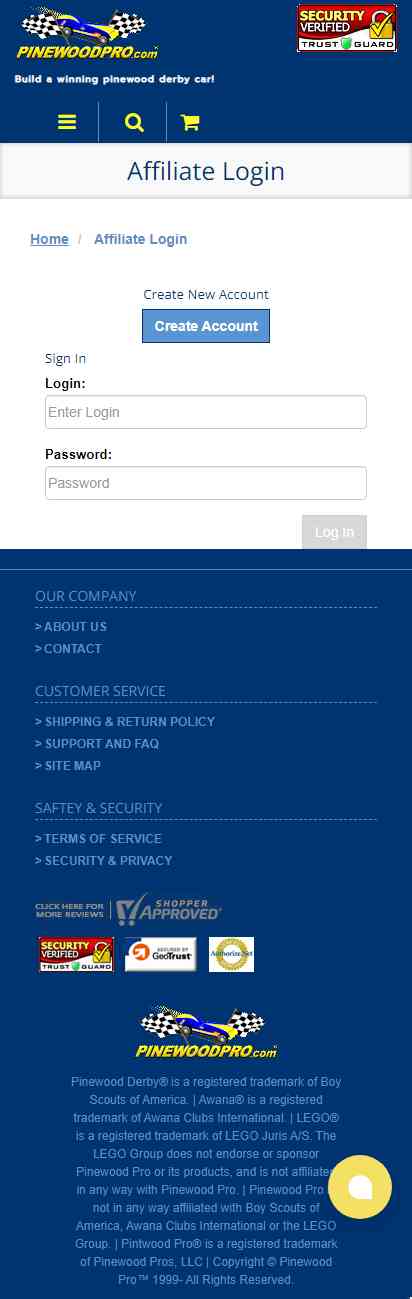 PINEWOODPRO.com
SECURITY
VERIFIED
TRUST GUARD
Build a winning pinewood derby car!
Affiliate Login
Home / Affiliate Login
Create New Account
Create Account
Sign In
Login:
Enter Login
Password:
Password
Log In
OUR COMPANY
> ABOUT US
> CONTACT
CUSTOMER SERVICE
> SHIPPING & RETURN POLICY
> SUPPORT AND FAQ
> SITE MAP
SAFTEY & SECURITY
> TERMS OF SERVICE
> SECURITY & PRIVACY
CLICK HERE FOR
MORE REVIEWS
SHOPPER
APPROVED
SECURITY
VERIFIED
TRUST GUARD
SECURED BY
GeoTrust
Authorize.Net
PINEWOODPRO.com
Pinewood Derby® is a registered trademark of Boy
Scouts of America. | Awana® is a registered
trademark of Awana Clubs International. | LEGO®
is a registered trademark of LEGO Juris A/S. The
LEGO Group does not endorse or sponsor
Pinewood Pro or its products, and is not affiliated
in any way with Pinewood Pro. | Pinewood Pro
not in any way affiliated with Boy Scouts of
America, Awana Clubs International or the LEGO
Group. | Pintwood Pro® is a registered trademark
of Pinewood Pros, LLC | Copyright © Pinewood
Pro™ 1999- All Rights Reserved.